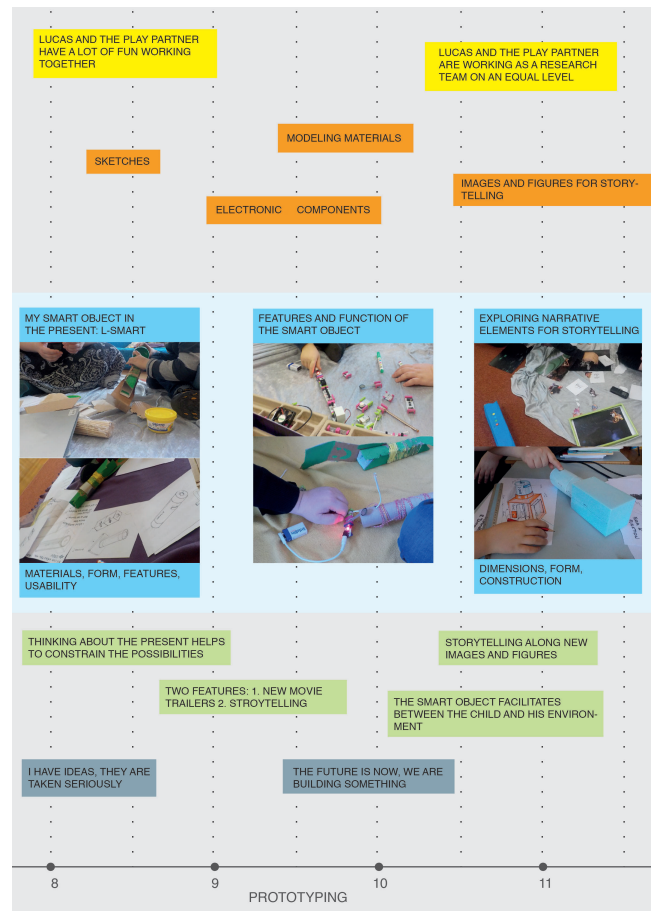 LUCAS AND THE PLAY PARTNER
HAVE A LOT OF FUN WORKING
TOGETHER
LUCAS AND THE PLAY PARTNER
ARE WORKING AS A RESEARCH
TEAM ON AN EQUAL LEVEL
MODELING MATERIALS
SKETCHES
IMAGES AND FIGURES FOR STORY-
TELLING
ELECTRONIC COMPONENTS
MY SMART OBJECT IN
THE PRESENT: L-SMART
FEATURES AND FUNCTION OF
THE SMART OBJECT
EXPLORING NARRATIVE
ELEMENTS FOR STORYTELLING
MATERIALS, FORM, FEATURES,
USABILITY
DIMENSIONS, FORM,
CONSTRUCTION
THINKING ABOUT THE PRESENT HELPS
TO CONSTRAIN THE POSSIBILITIES
STORYTELLING ALONG NEW
IMAGES AND FIGURES
TWO FEATURES: 1. NEW MOVIE
TRAILERS 2. STROYTELLING
THE SMART OBJECT FACILITATES
BETWEEN THE CHILD AND HIS ENVIRON-
MENT
I HAVE IDEAS, THEY ARE
TAKEN SERIOUSLY
THE FUTURE IS NOW, WE ARE
BUILDING SOMETHING
8 9 10 11
PROTOTYPING